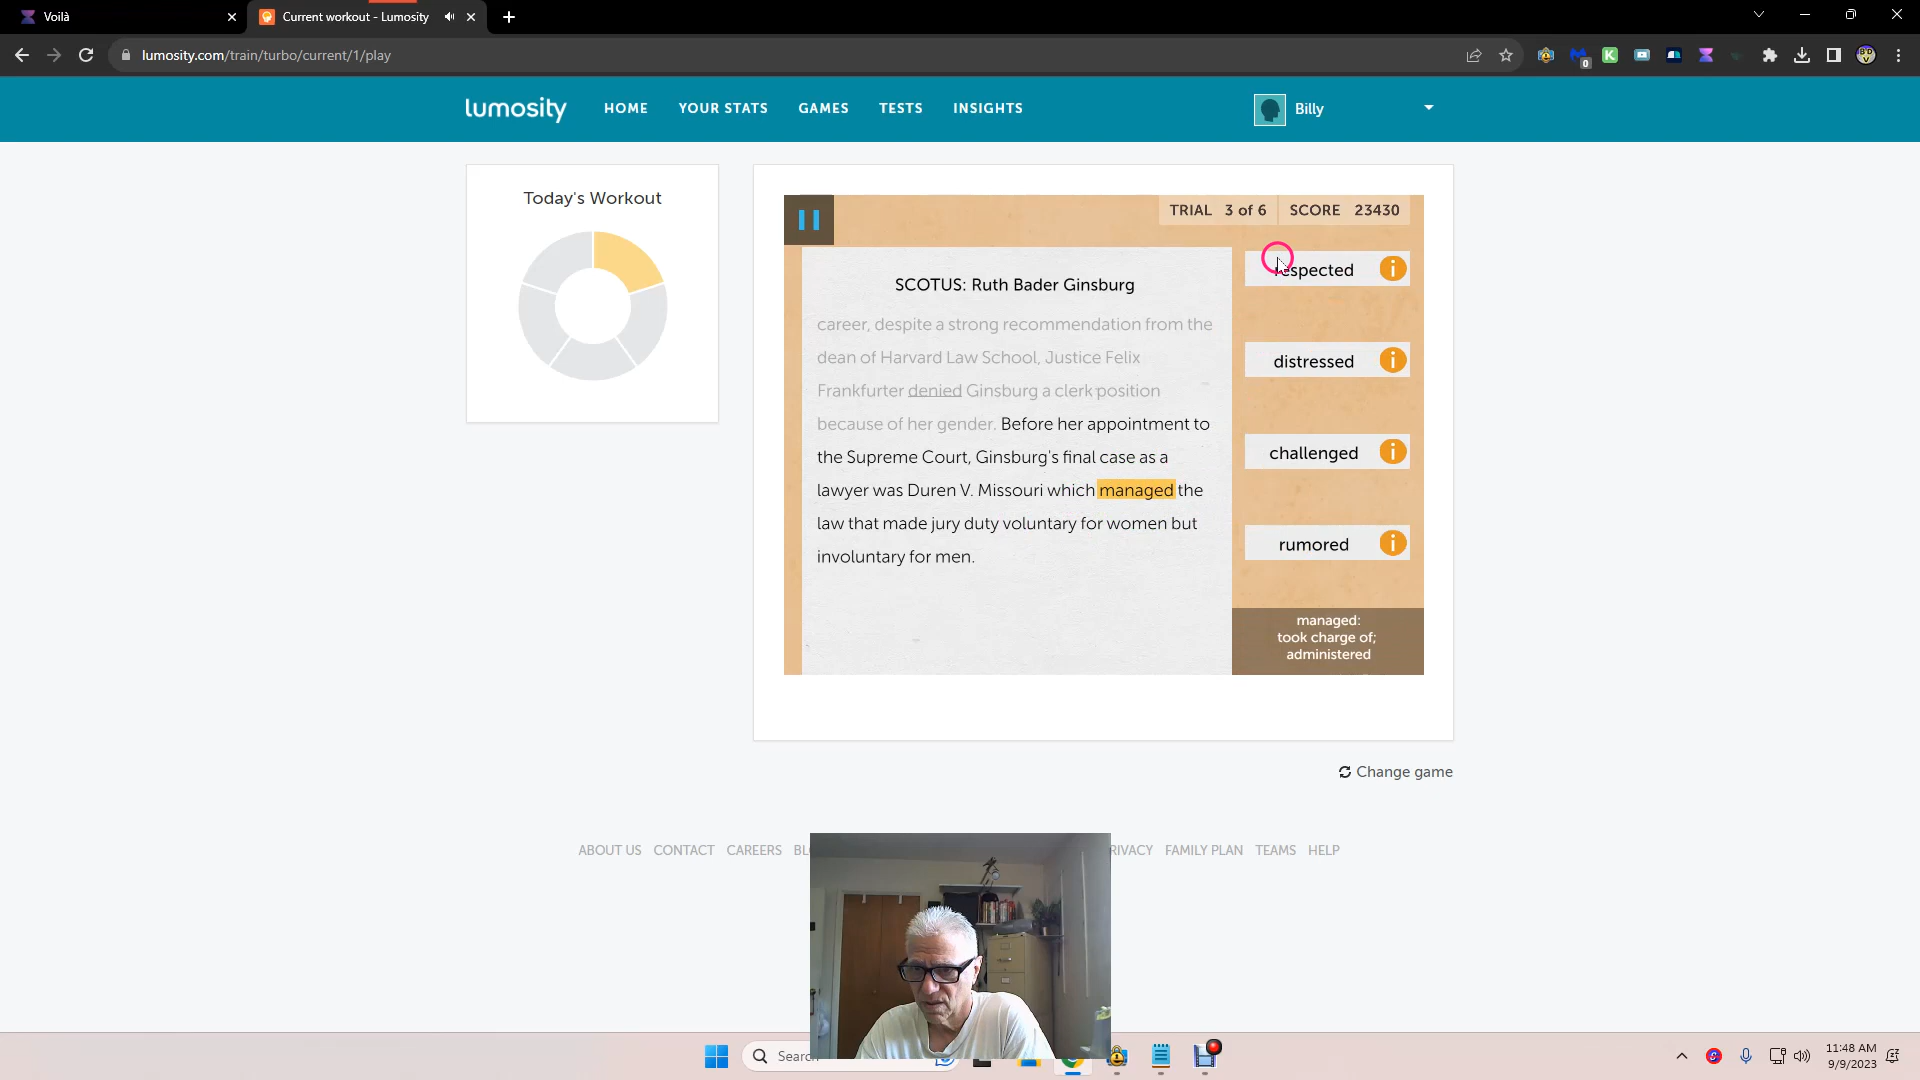 Voilà
Current workout - Lumosity
lumosity.com/train/turbo/current/1/play
0
lumosity
HOME
YOUR STATS
GAMES
TESTS
INSIGHTS
Billy
Today's Workout
TRIAL 3 of 6
SCORE 23430
SCOTUS: Ruth Bader Ginsburg
career, despite a strong recommendation from the
dean of Harvard Law School, Justice Felix
Frankfurter denied Ginsburg a clerk position
because of her gender. Before her appointment to
the Supreme Court, Ginsburg's final case as a
lawyer was Duren V. Missouri which managed the
law that made jury duty voluntary for women but
involuntary for men.
respected
distressed
challenged
rumored
managed:
took charge of;
administered
Change game
ABOUT US
CONTACT
CAREERS
FAMILY PLAN
TEAMS
HELP
11:48 AM
9/9/2023